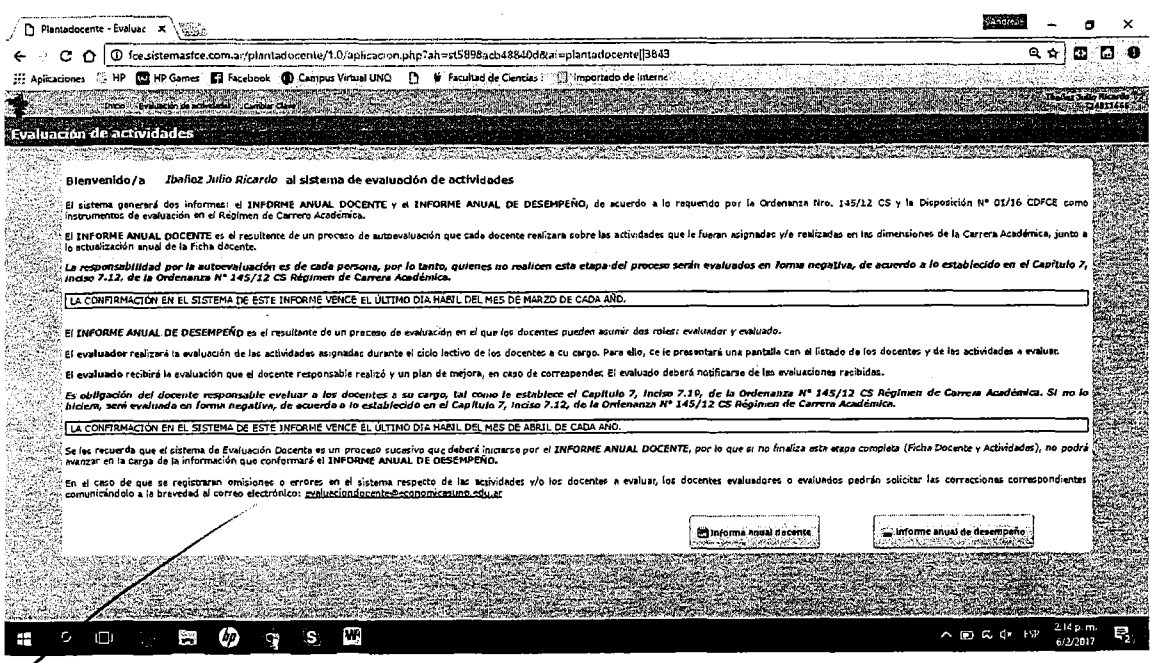 Plantadocente - Evaluac
fce.sistemasfce.com.ar/plantadocente/1.0/aplicacion.php?ah=st5898acb48840d&ai=plantadocente||3843
Aplicaciones HP HP Games Facebook Campus Virtual UNQ Facultad de Ciencias Importado de Interne
Inicio Evaluación de actividades Cambiar Clave
Ibañez Julio Ricardo
Evaluación de actividades
Bienvenido/a Ibañez Julio Ricardo al sistema de evaluación de actividades
El sistema generará dos informes: el INFORME ANUAL DOCENTE y el INFORME ANUAL DE DESEMPEÑO, de acuerdo a lo requerido por la Ordenanza Nro. 145/12 CS y la Disposición N° 01/16 CDFCE como
instrumentos de evaluación en el Régimen de Carrera Académica.
El INFORME ANUAL DOCENTE es el resultante de un proceso de autoevaluación que cada docente realizara sobre las actividades que le fueran asignadas y/o realizadas en las dimensiones de la Carrera Académica, junto a
la actualización anual de la Ficha docente.
La responsabilidad por la autoevaluación es de cada persona, por lo tanto, quienes no realicen esta etapa del proceso serán evaluados en forma negativa, de acuerdo a lo establecido en el Capítulo 7,
inciso 7.12, de la Ordenanza N° 145/12 CS Régimen de Carrera Académica.
LA CONFIRMACIÓN EN EL SISTEMA DE ESTE INFORME VENCE EL ÚLTIMO DIA HÁBIL DEL MES DE MARZO DE CADA AÑO.
El INFORME ANUAL DE DESEMPEÑO es el resultante de un proceso de evaluación en el que los docentes pueden asumir dos roles: evaluador y evaluado.
El evaluador realizará la evaluación de las actividades asignadas durante el ciclo lectivo de los docentes a su cargo. Para ello, se le presentará una pantalla con el listado de los docentes y de las actividades a evaluar.
El evaluado recibirá la evaluación que el docente responsable realizó y un plan de mejora, en caso de corresponder. El evaluado deberá notificarse de las evaluaciones recibidas.
Es obligación del docente responsable evaluar a los docentes a su cargo, tal como lo establece el Capítulo 7, Inciso 7.10, de la Ordenanza N° 145/12 CS Régimen de Carrera Académica. Si no lo
hiciera, será evaluada en forma negativa, de acuerdo a lo establecido en el Capítulo 7, Inciso 7.12, de la Ordenanza N° 145/12 CS Régimen de Carrera Académica.
LA CONFIRMACIÓN EN EL SISTEMA DE ESTE INFORME VENCE EL ÚLTIMO DIA HÁBIL DEL MES DE ABRIL DE CADA AÑO.
Se les recuerda que el sistema de Evaluación Docente es un proceso sucesivo que deberá iniciarse por el INFORME ANUAL DOCENTE, por lo que si no finaliza esta etapa completa (Ficha Docente y Actividades), no podrá
avanzar en la carga de la información que conformará el INFORME ANUAL DE DESEMPEÑO.
En el caso de que se registraran omisiones o errores en el sistema respecto de las actividades y/o los docentes a evaluar, los docentes evaluadores o evaluados podrán solicitar las correcciones correspondientes
comunicándolo a la brevedad al correo electrónico: evaluaciondocente@economicasunq.edu.ar
Informe anual docente Informe anual de desempeño
ESP 2:14 p.m.
6/2/2017